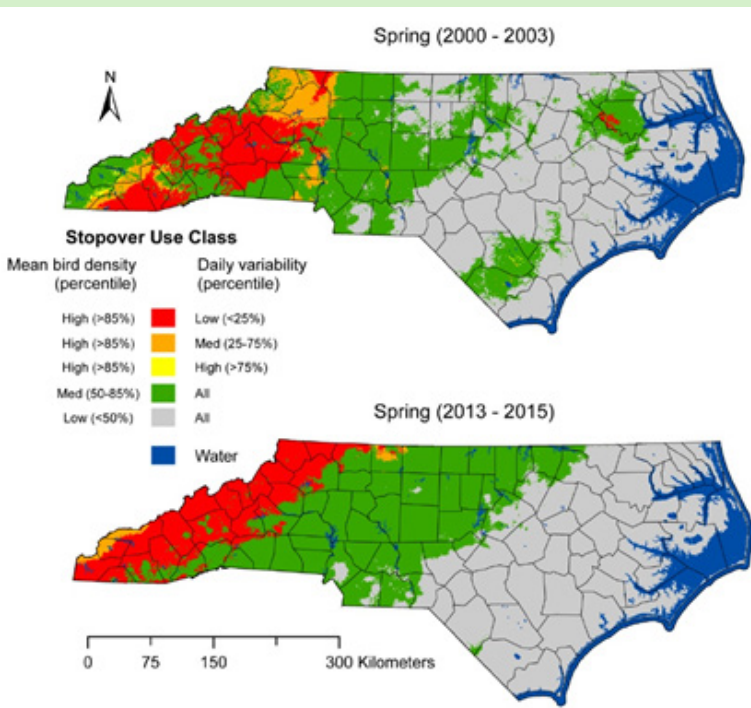 Spring (2000 - 2003)
N
Stopover Use Class
Mean bird density (percentile)
Daily variability (percentile)
High (>85%) Low (<25%)
High (>85%) Med (25-75%)
High (>85%) High (>75%)
Med (50-85%) All
Low (<50%) All
Water
Spring (2013 - 2015)
0 75 150 300 Kilometers